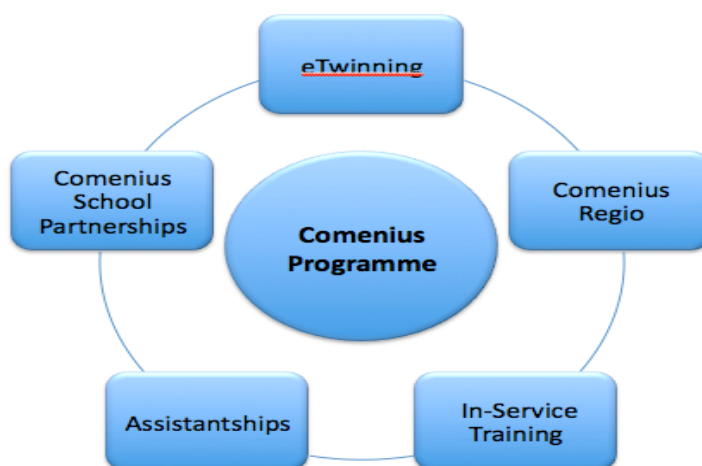 eTwinning
Comenius
School
Partnerships
Comenius
Regio
Comenius
Programme
Assistantships
In-Service
Training